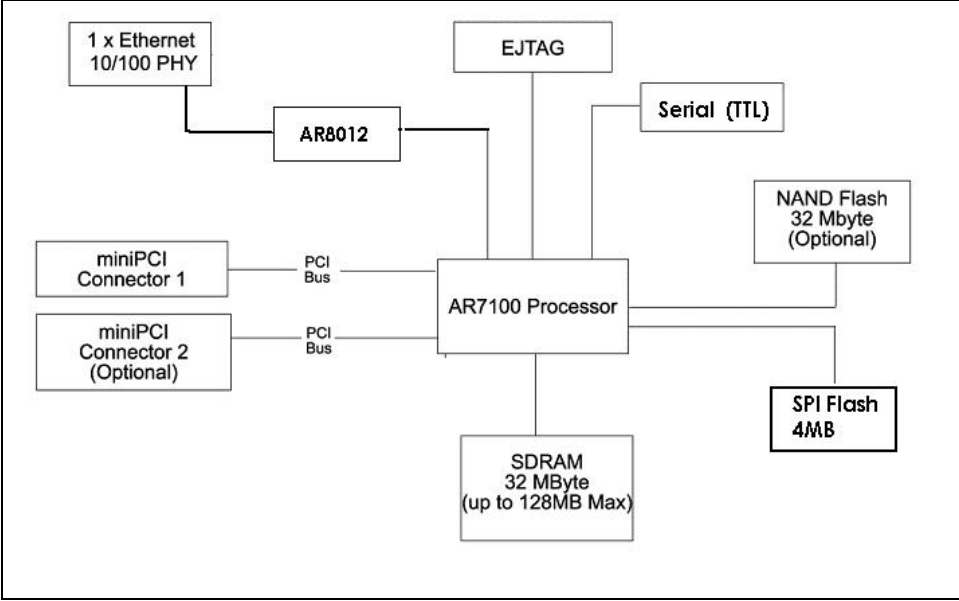 1 x Ethernet
10/100 PHY
EJTAG
Serial (TTL)
AR8012
NAND Flash
32 Mbyte
(Optional)
miniPCI
Connector 1
PCI
Bus
AR7100 Processor
miniPCI
Connector 2
(Optional)
PCI
Bus
SPI Flash
4MB
SDRAM
32 MByte
(up to 128MB Max)